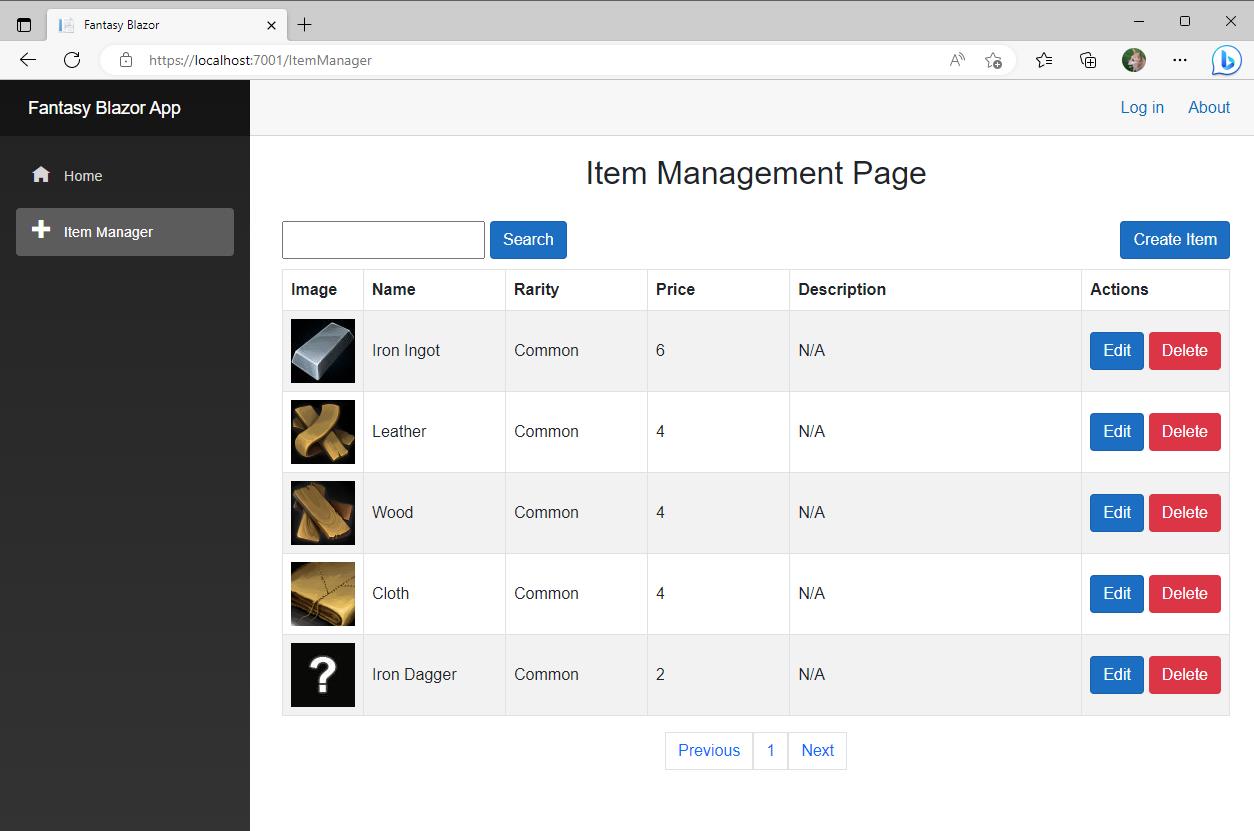 Fantasy Blazor
https://localhost:7001/ItemManager
Fantasy Blazor App
Log in About
Home
Item Manager
Item Management Page
Search Create Item
Image Name Rarity Price Description Actions
Iron Ingot Common 6 N/A Edit Delete
Leather Common 4 N/A Edit Delete
Wood Common 4 N/A Edit Delete
Cloth Common 4 N/A Edit Delete
? Iron Dagger Common 2 N/A Edit Delete
Previous 1 Next